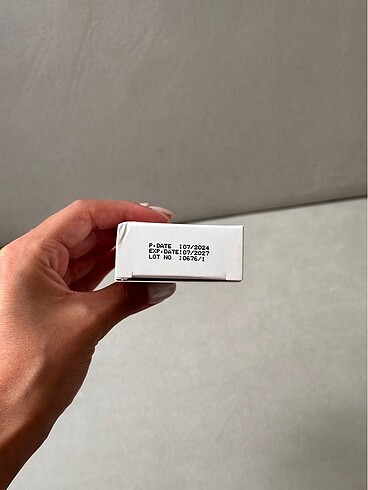 P.DATE :07/2024
EXP.DATE:07/2027
LOT NO :0676/1